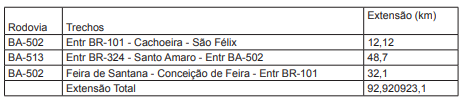 Rodovia Trechos Extensão (km)
BA-502 Entr BR-101 - Cachoeira - São Félix 12,12
BA-513 Entr BR-324 - Santo Amaro - Entr BA-502 48,7
BA-502 Feira de Santana - Conceição de Feira - Entr BR-101 32,1
Extensão Total 92,920923,1